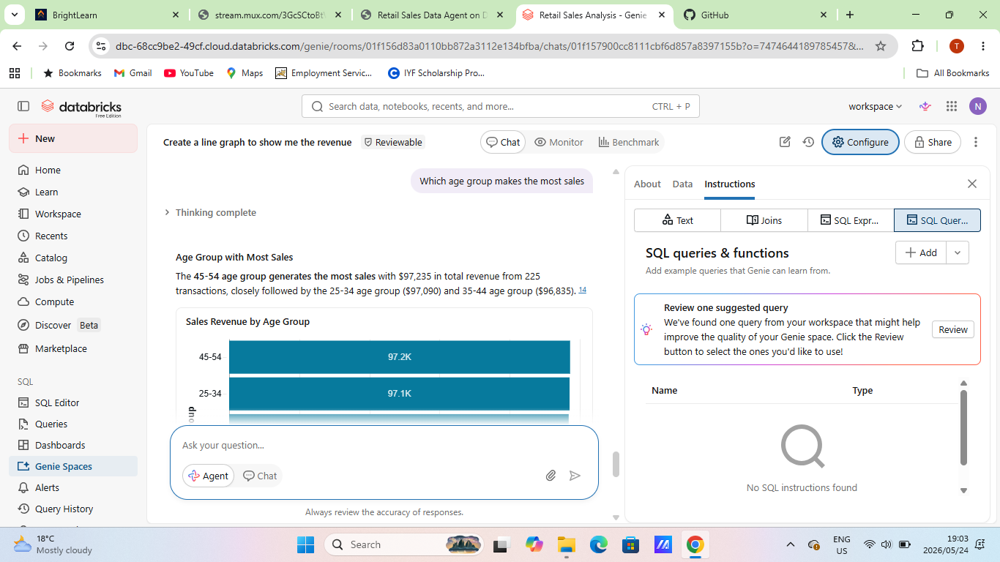 BrightLearn
stream.mux.com/3GcSCtoBt
Retail Sales Data Agent on D
Retail Sales Analysis - Genie
GitHub
dbc-68cc9be2-49cf.cloud.databricks.com/genie/rooms/01f156d83a0110bb872a3112e134bfba/chats/01f157900cc8111cbf6d857a8397155b?o=7474644189785457&...
T
Bookmarks
Gmail
YouTube
Maps
Employment Servic...
IYF Scholarship Pro...
All Bookmarks
databricks
Free Edition
Search data, notebooks, recents, and more...
CTRL + P
workspace
N
New
Home
Learn
Workspace
Recents
Catalog
Jobs & Pipelines
Compute
Discover Beta
Marketplace
SQL
SQL Editor
Queries
Dashboards
Genie Spaces
Alerts
Query History
Create a line graph to show me the revenue
Reviewable
Chat
Monitor
Benchmark
Configure
Share
Which age group makes the most sales
Thinking complete
Age Group with Most Sales
The 45-54 age group generates the most sales with $97,235 in total revenue from 225
transactions, closely followed by the 25-34 age group ($97,090) and 35-44 age group ($96,835). 14
Sales Revenue by Age Group
45-54
97.2K
25-34
97.1K
oup
Ask your question...
Agent
Chat
Always review the accuracy of responses.
About
Data
Instructions
Text
Joins
SQL Expr...
SQL Quer...
SQL queries & functions
Add
Add example queries that Genie can learn from.
Review one suggested query
We've found one query from your workspace that might help
improve the quality of your Genie space. Click the Review
button to select the ones you'd like to use!
Review
Name
Type
No SQL instructions found
18°C
Mostly cloudy
Search
ENG
US
19:03
2026/05/24